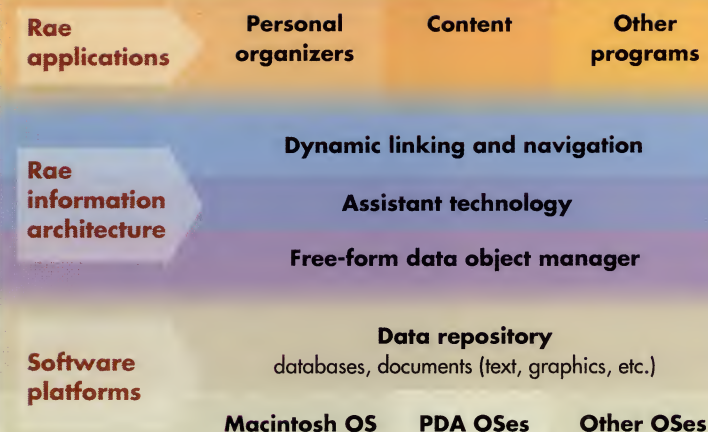 Rae
applications
Personal
organizers
Content
Other
programs
Rae
information
architecture
Dynamic linking and navigation
Assistant technology
Free-form data object manager
Software
platforms
Data repository
databases, documents (text, graphics, etc.)
Macintosh OS
PDA OSes
Other OSes